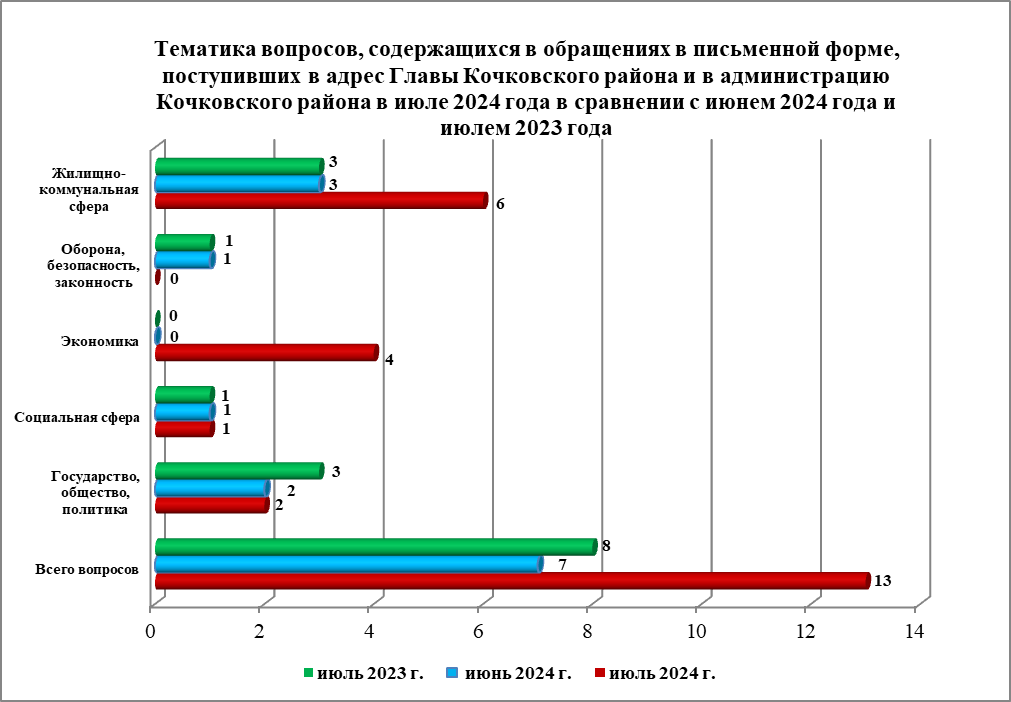 Тематика вопросов, содержащихся в обращениях в письменной форме,
поступивших в адрес Главы Кочковского района и в администрацию
Кочковского района в июле 2024 года в сравнении с июнем 2024 года и
июлем 2023 года
Жилищно-
коммунальная
сфера
3
3
6
Оборона,
безопасность,
законность
1
1
0
Экономика
0
0
4
Социальная сфера
1
1
1
Государство,
общество,
политика
3
2
2
Всего вопросов
8
7
13
0 2 4 6 8 10 12 14
июль 2023 г. июнь 2024 г. июль 2024 г.